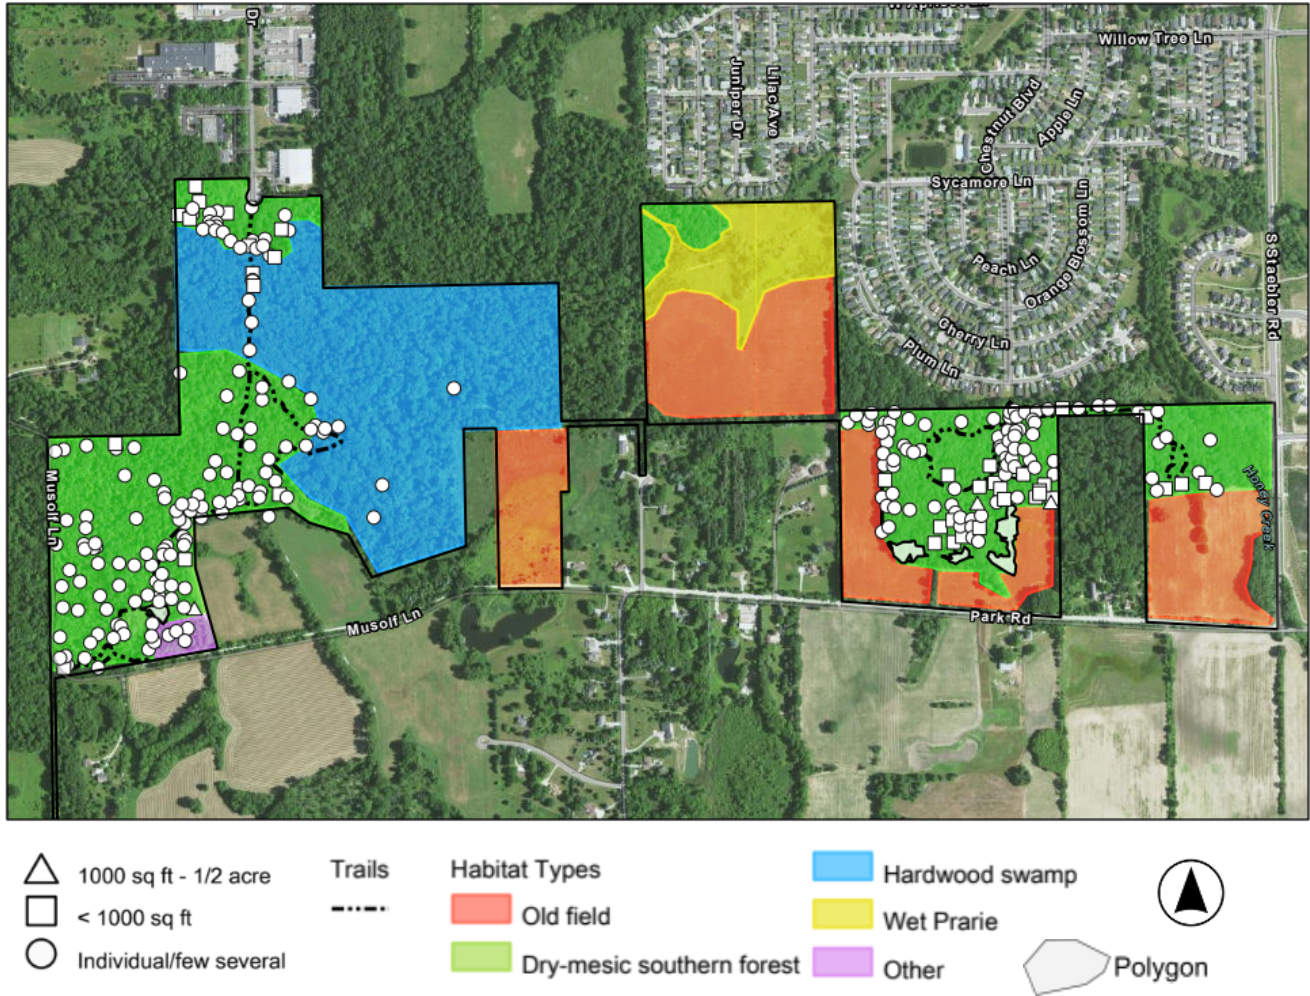 Dr
Willow Tree Ln
Juniper Dr
Lilac Ave
Chestnut Blvd
Apple Ln
Sycamore Ln
Orange Blossom Ln
Peach Ln
Cherry Ln
Plum Ln
S Staebler Rd
Musolf Ln
Honey Creek
Musolf Ln
Park Rd
1000 sq ft - 1/2 acre
< 1000 sq ft
Individual/few several
Trails
Habitat Types
Old field
Dry-mesic southern forest
Hardwood swamp
Wet Prarie
Other
Polygon